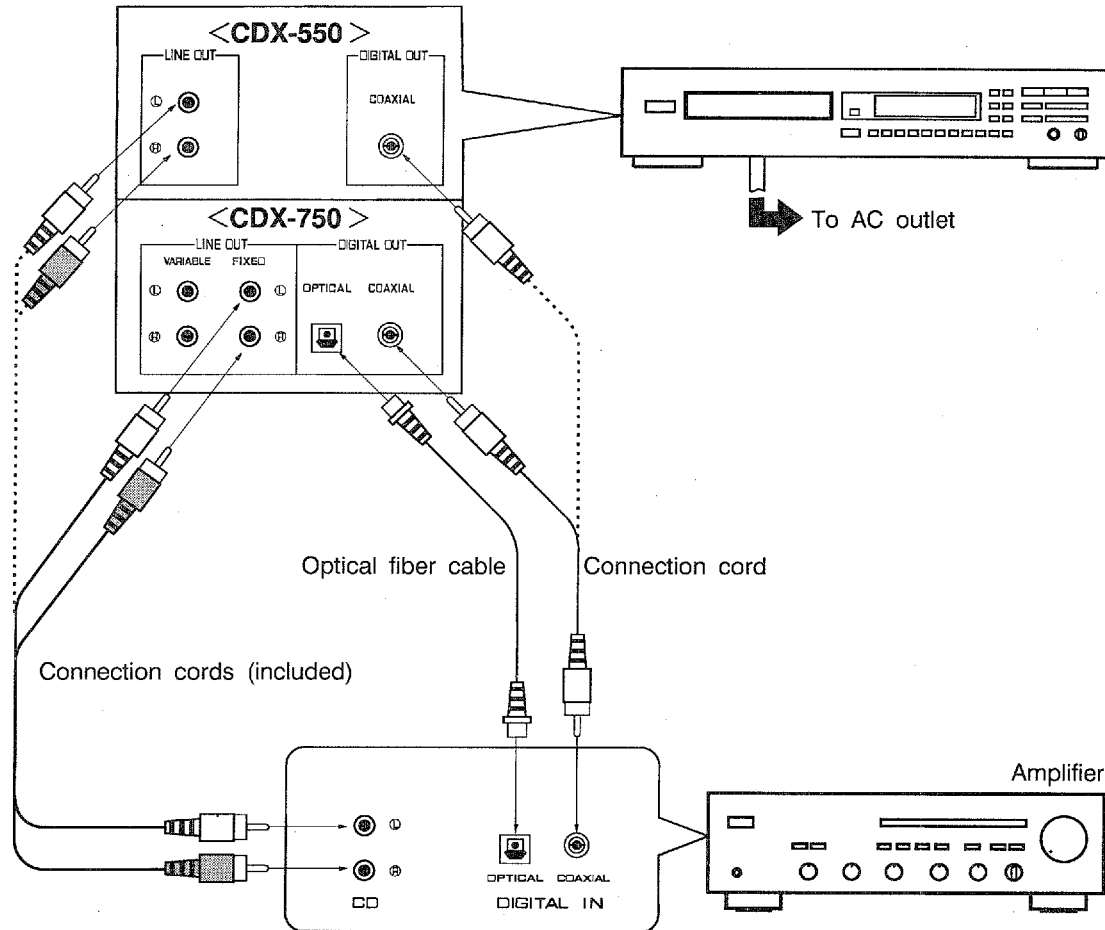 <CDX-550>
LINE OUT
DIGITAL OUT
Ⓛ
COAXIAL
Ⓡ
<CDX-750>
LINE OUT
DIGITAL OUT
VARIABLE
FIXED
Ⓛ
Ⓛ
OPTICAL
COAXIAL
Ⓡ
Ⓡ
To AC outlet
Optical fiber cable
Connection cord
Connection cords (included)
Amplifier
Ⓛ
Ⓡ
CD
OPTICAL
COAXIAL
DIGITAL IN